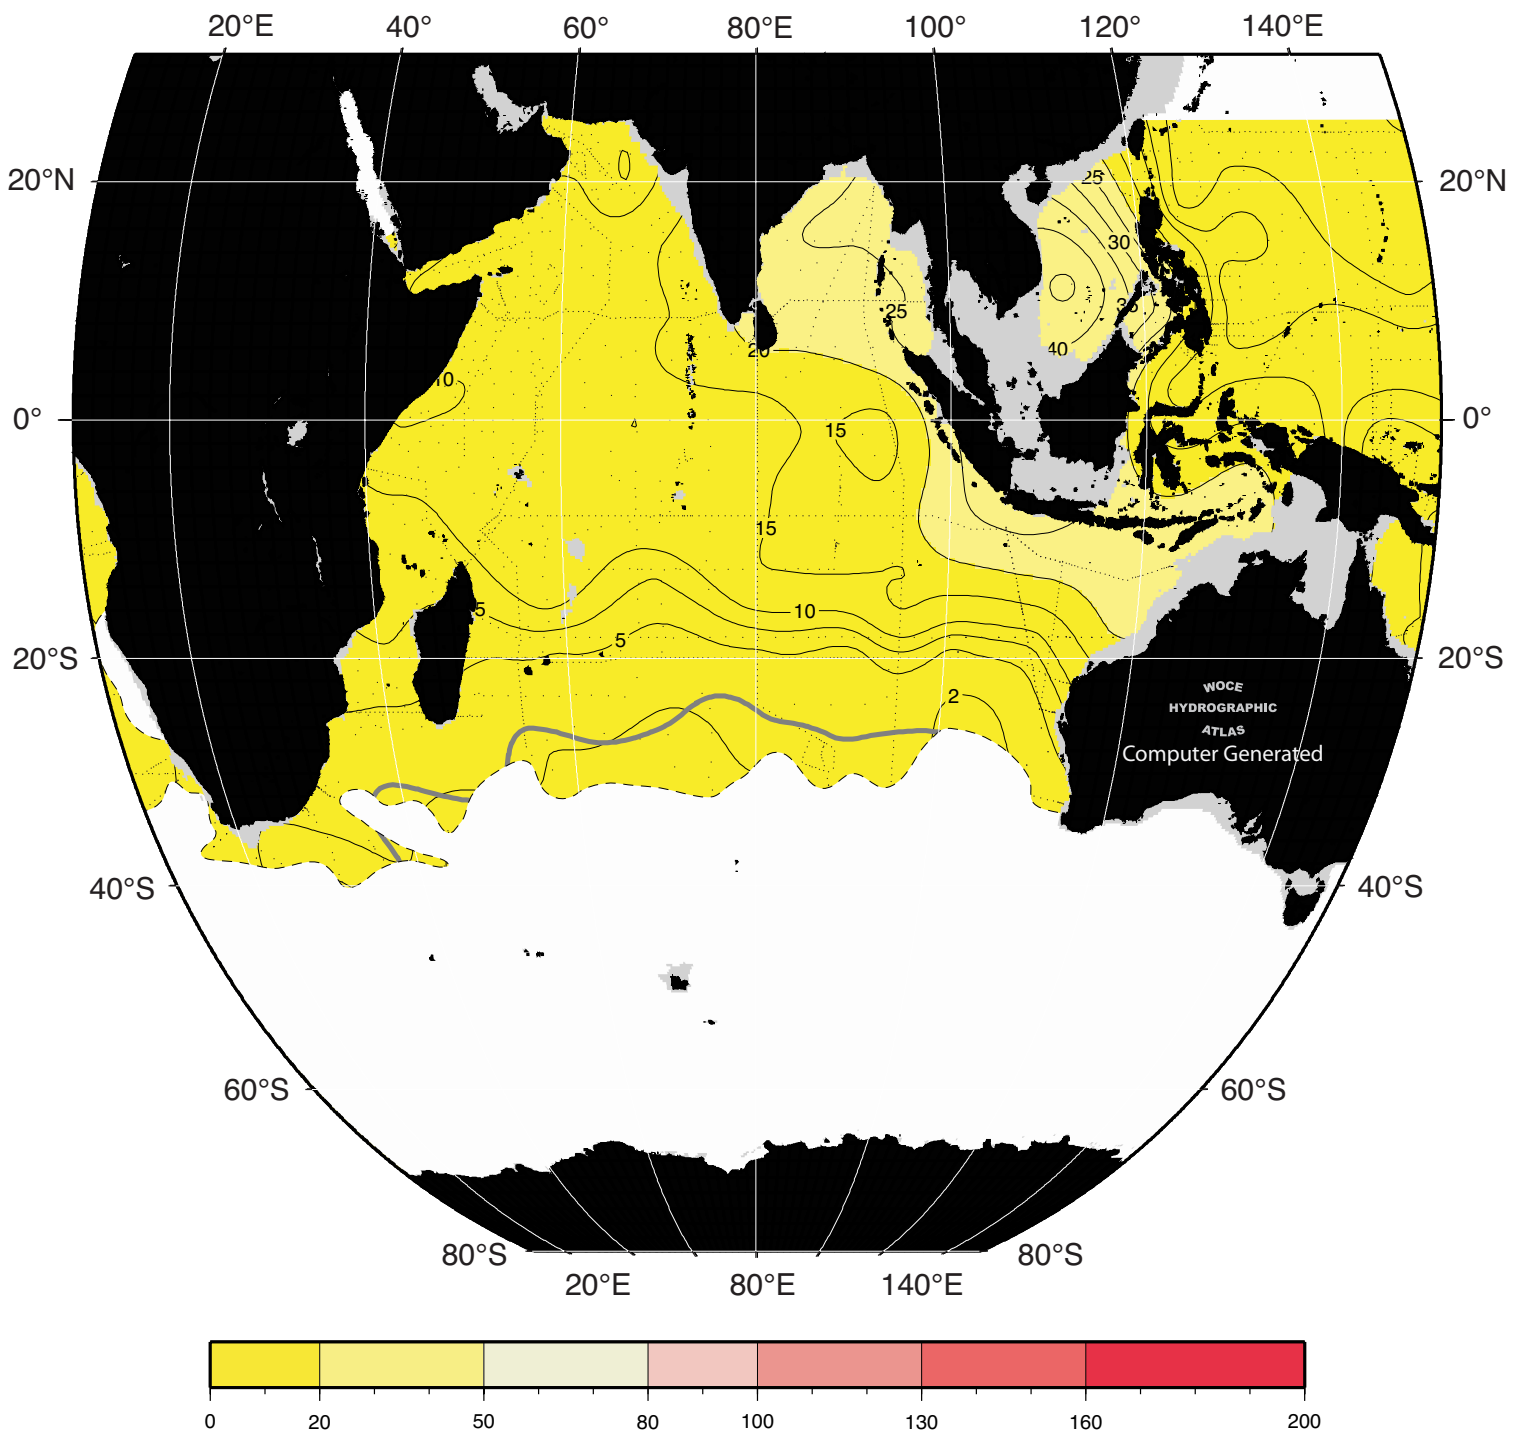 20°E 40° 60° 80°E 100° 120° 140°E
20°N 25 20°N
30
25 35
20 40
10
0° 15 0°
15
5 10
5
20°S 20°S
2
WOCE
HYDROGRAPHIC
ATLAS
Computer Generated
40°S 40°S
60°S 60°S
80°S 80°S
20°E 80°E 140°E
0 20 50 80 100 130 160 200